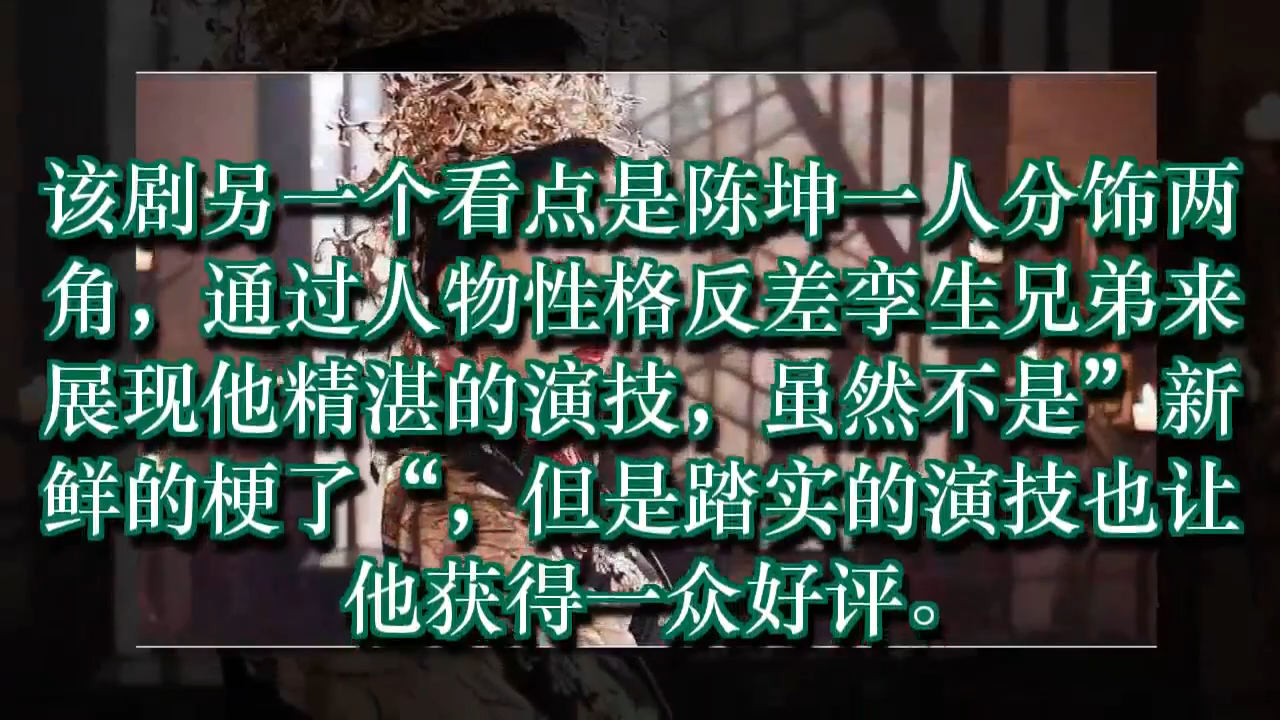 该剧另一个看点是陈坤一人分饰两
角，通过人物性格反差孪生兄弟来
展现他精湛的演技，虽然不是”新
鲜的梗了“，但是踏实的演技也让
他获得一众好评。